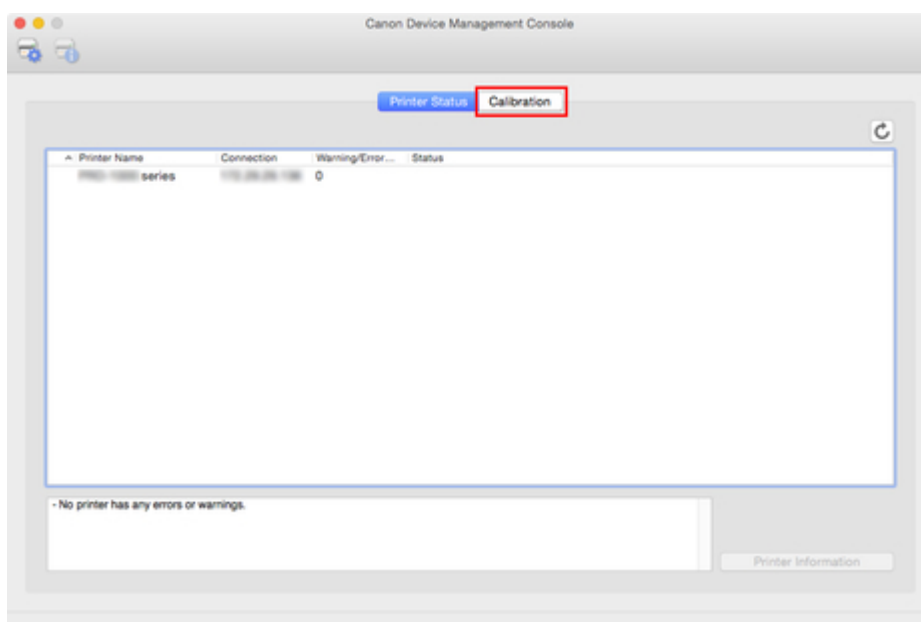 Canon Device Management Console
Printer Status Calibration
Printer Name Connection Warning/Error... Status
series 0
- No printer has any errors or warnings.
Printer Information